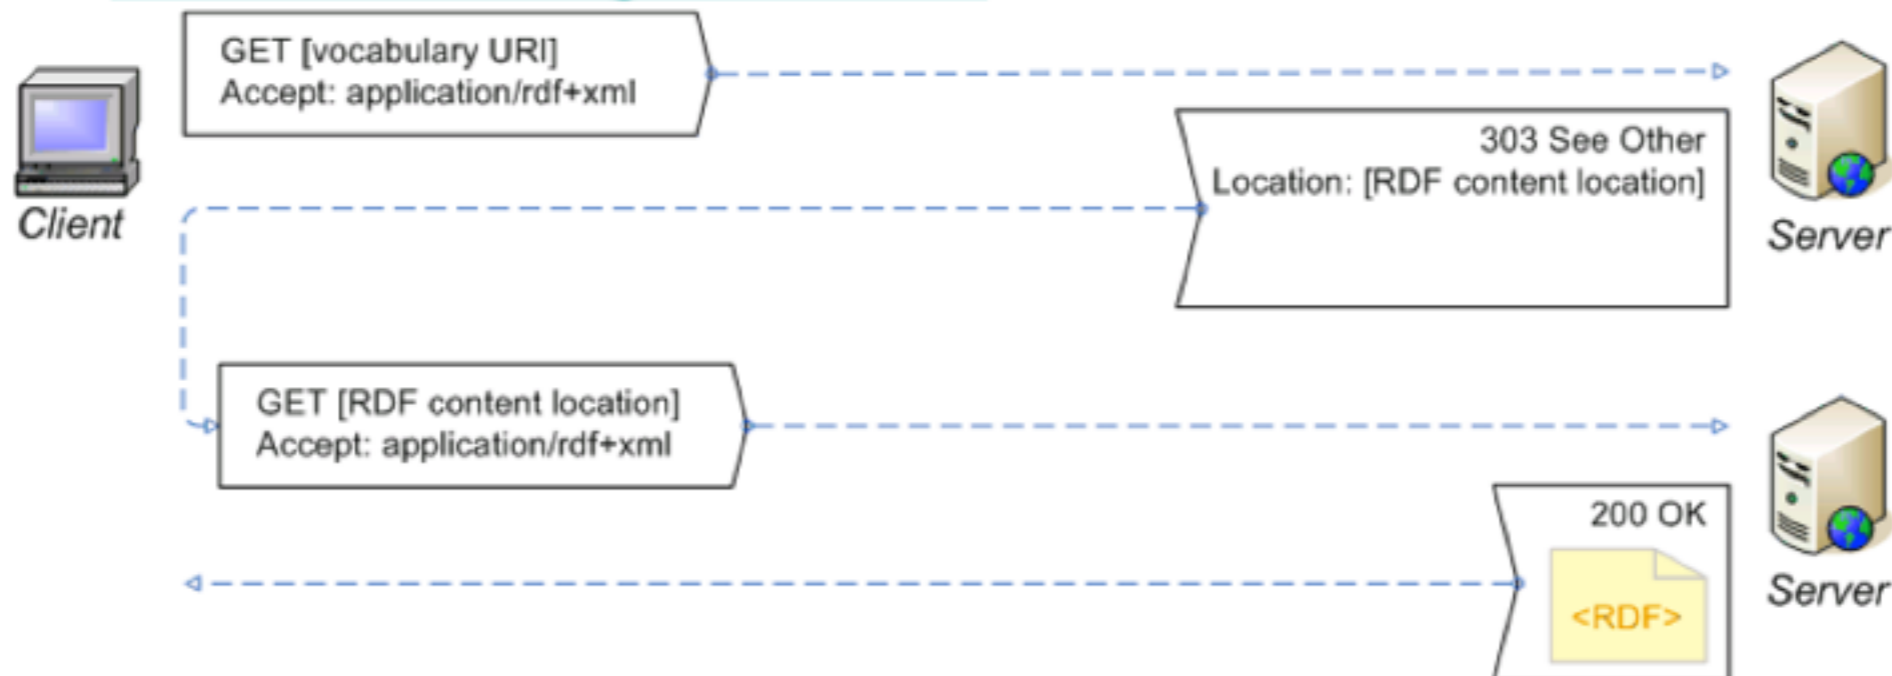 GET [vocabulary URI]
Accept: application/rdf+xml
Client
303 See Other
Location: [RDF content location]
Server
GET [RDF content location]
Accept: application/rdf+xml
200 OK
<RDF>
Server